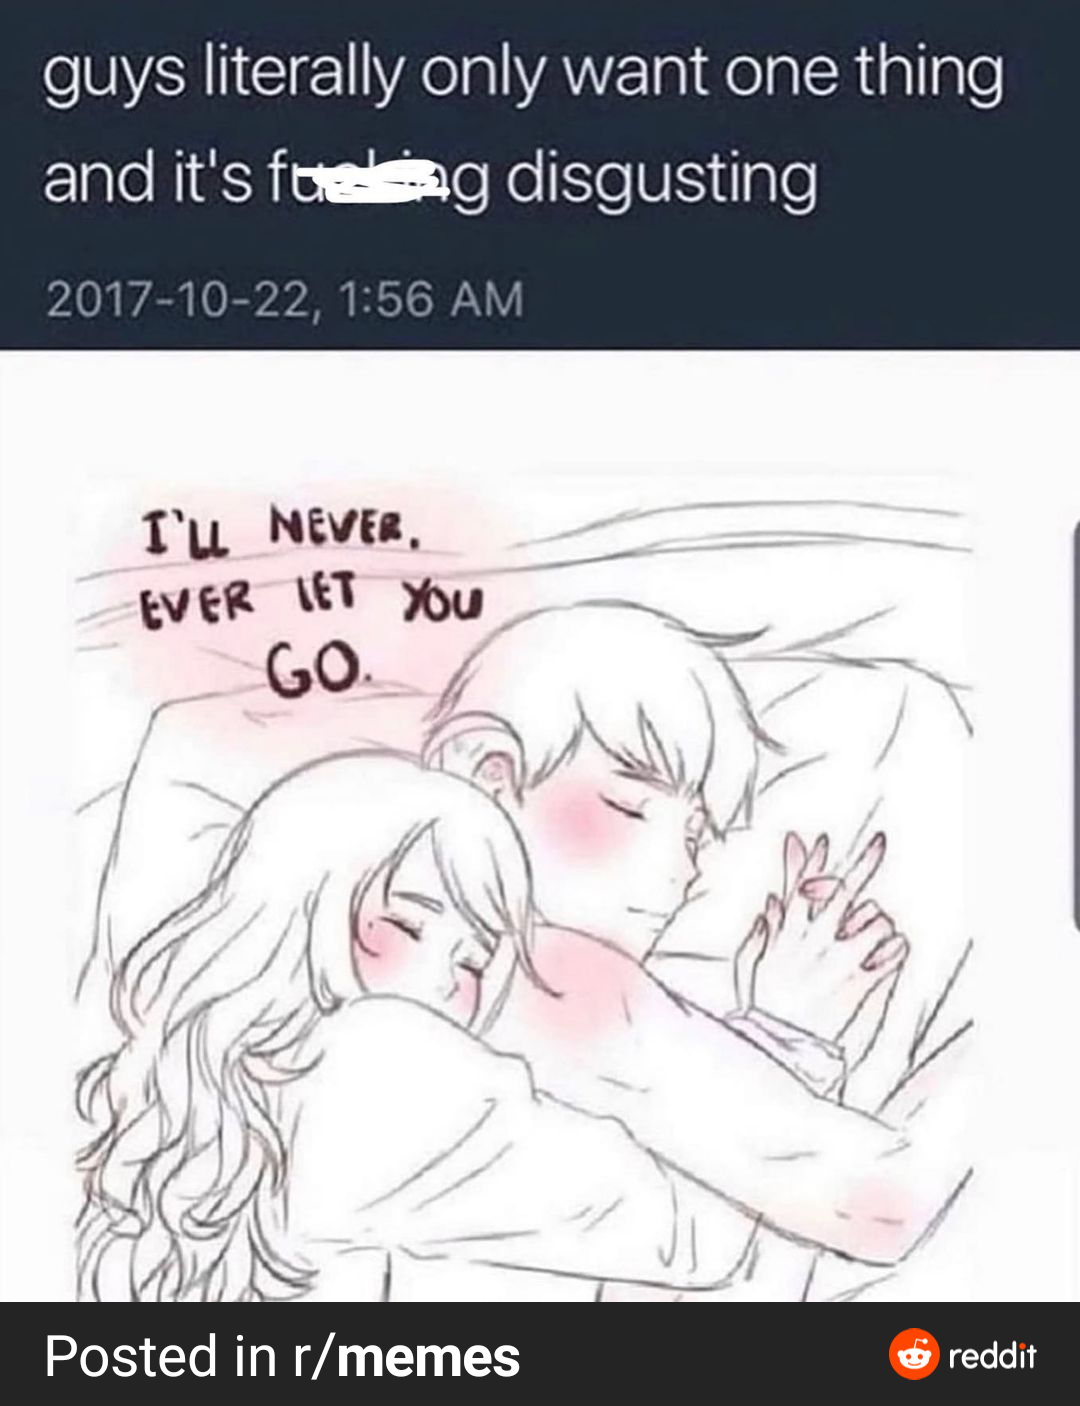 guys literally only want one thing
and it's disgusting
2017-10-22, 1:56 AM
I'LL NEVER,
EVER LET YOU
GO.
Posted in r/memes
reddit